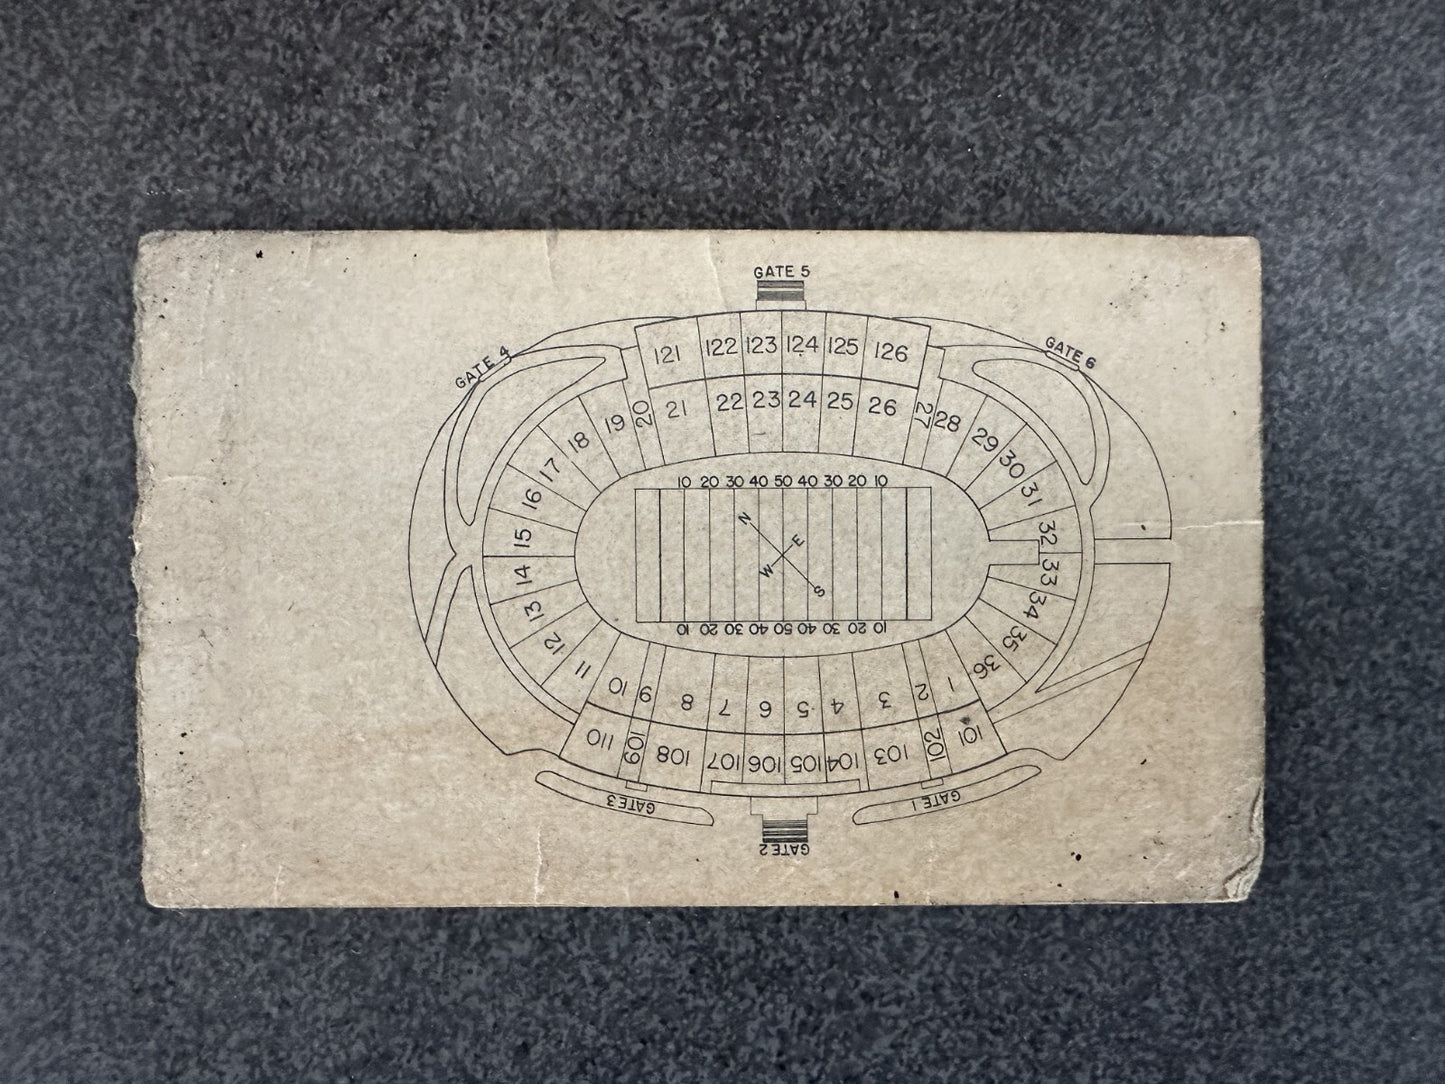 GATE 5
GATE 4
GATE 6
121 122 123 124 125 126
20 21 22 23 24 25 26 27
19 28
18 29
17 30
16 31
15 32
14 33
13 34
12 35
11 36
10 20 30 40 50 40 30 20 10
N
E
W
S
10 20 30 40 50 40 30 20 10
10 9 8 7 6 5 4 3 2 1
110 109 108 107 106 105 104 103 102 101
GATE 3
GATE 1
GATE 2